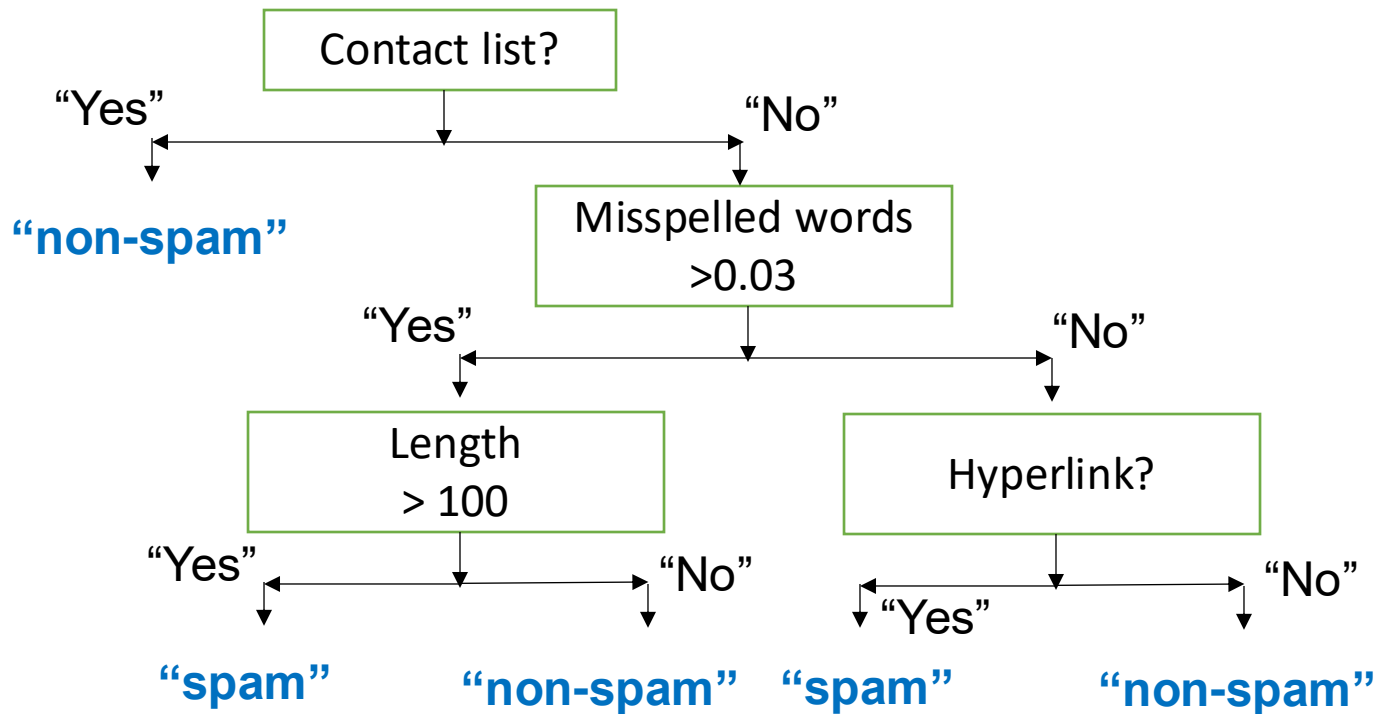 Contact list?
“Yes”
“No”
“non-spam”
Misspelled words
>0.03
“Yes”
“No”
Length
> 100
Hyperlink?
“Yes”
“No”
“Yes”
“No”
“spam”
“non-spam”
“spam”
“non-spam”